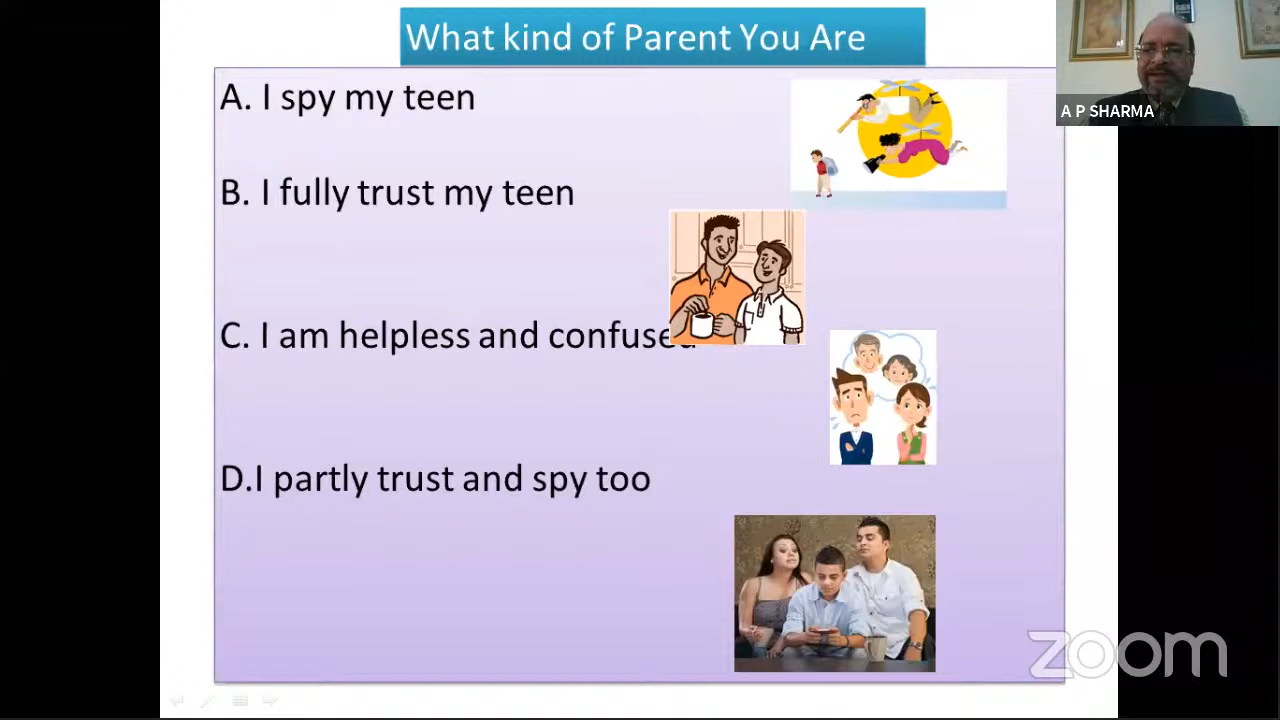 What kind of Parent You Are
A. I spy my teen
A P SHARMA
B. I fully trust my teen
C. I am helpless and confused
D.I partly trust and spy too
zoom